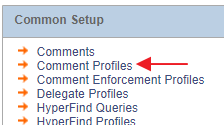 Common Setup
Comments
Comment Profiles
Comment Enforcement Profiles
Delegate Profiles
HyperFind Queries
HyperFind Profiles